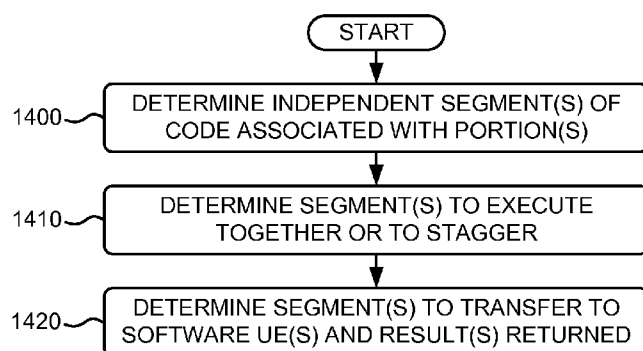 START
1400
DETERMINE INDEPENDENT SEGMENT(S) OF
CODE ASSOCIATED WITH PORTION(S)
1410
DETERMINE SEGMENT(S) TO EXECUTE
TOGETHER OR TO STAGGER
1420
DETERMINE SEGMENT(S) TO TRANSFER TO
SOFTWARE UE(S) AND RESULT(S) RETURNED